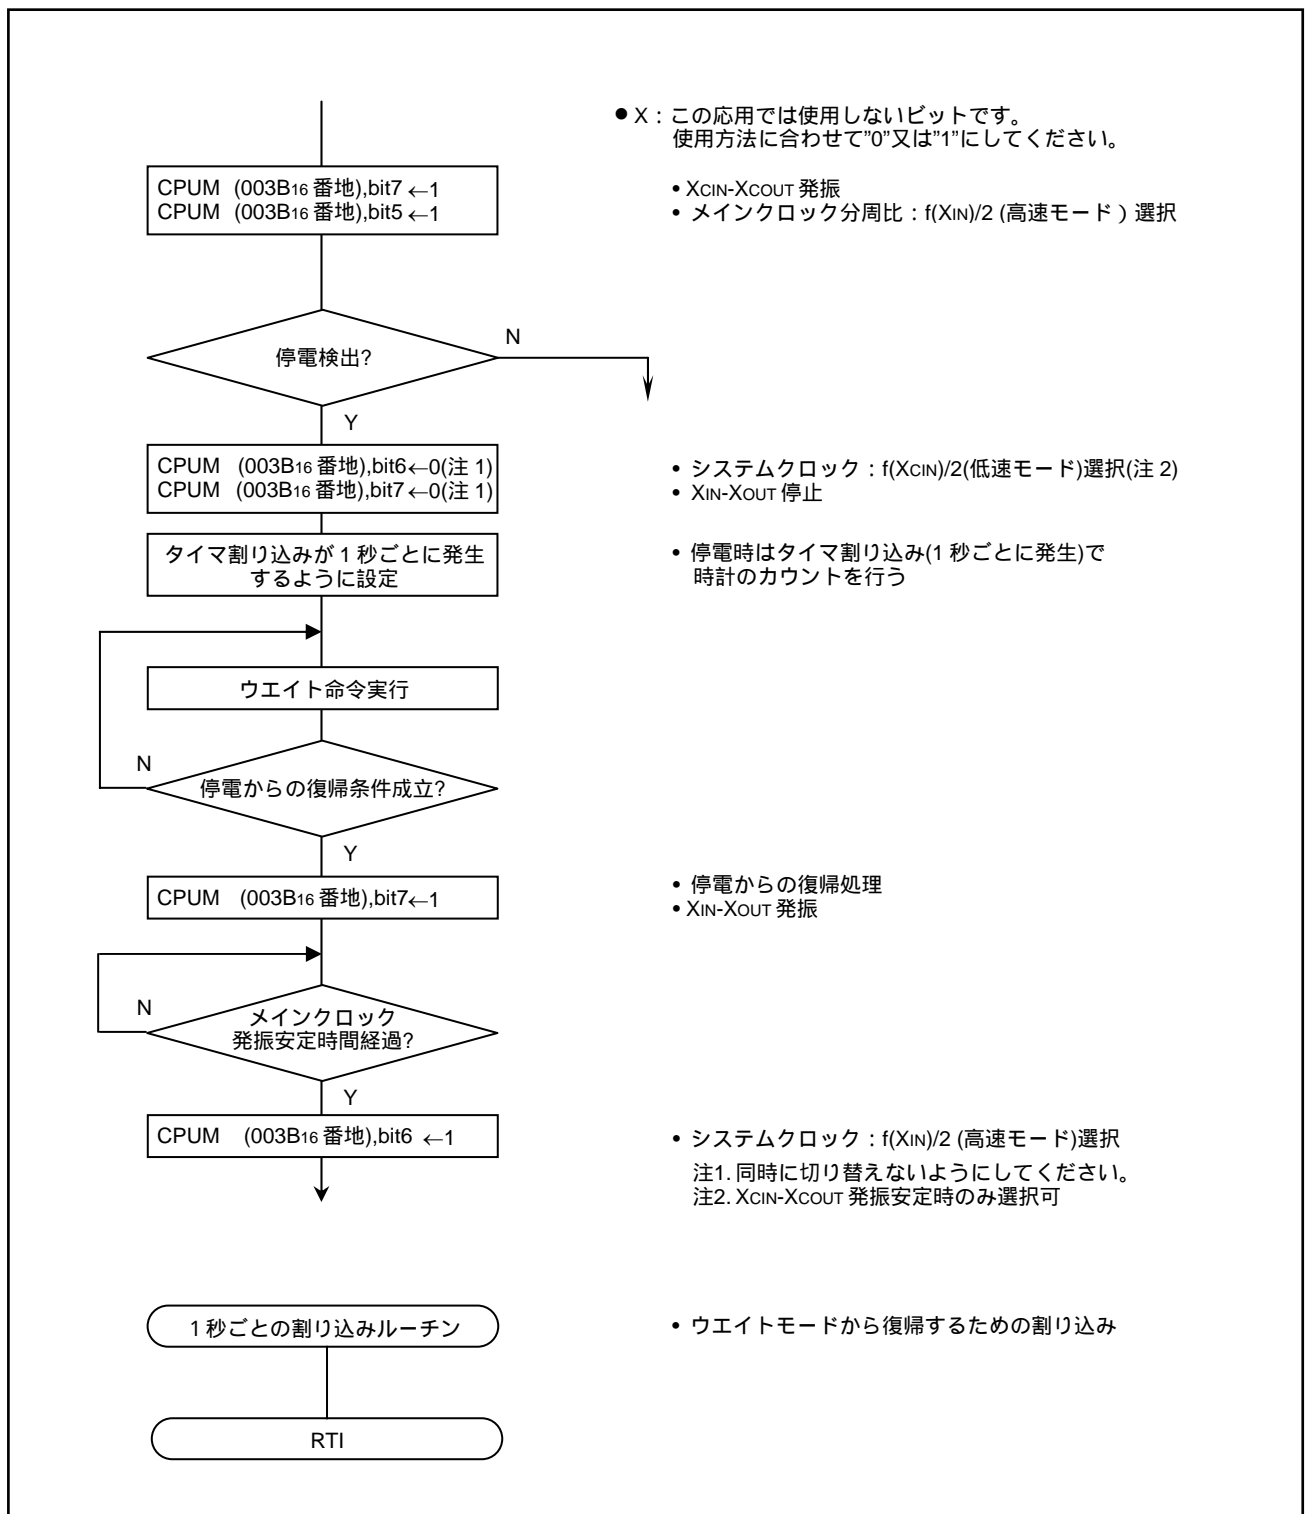 ● X：この応用では使用しないビットです。
使用方法に合わせて”0”又は”1”にしてください。
CPUM (003B16 番地),bit7 ←1
CPUM (003B16 番地),bit5 ←1
• XCIN-XCOUT 発振
• メインクロック分周比：f(XIN)/2 (高速モード）選択
停電検出?
N
Y
CPUM (003B16 番地),bit6←0(注 1)
CPUM (003B16 番地),bit7←0(注 1)
• システムクロック：f(XCIN)/2(低速モード)選択(注 2)
• XIN-XOUT 停止
タイマ割り込みが 1 秒ごとに発生
するように設定
• 停電時はタイマ割り込み(1 秒ごとに発生)で
時計のカウントを行う
ウエイト命令実行
N
停電からの復帰条件成立?
Y
CPUM (003B16 番地),bit7←1
• 停電からの復帰処理
• XIN-XOUT 発振
N
メインクロック
発振安定時間経過?
Y
CPUM (003B16 番地),bit6 ←1
• システムクロック：f(XIN)/2 (高速モード)選択
注1. 同時に切り替えないようにしてください。
注2. XCIN-XCOUT 発振安定時のみ選択可
1 秒ごとの割り込みルーチン
• ウエイトモードから復帰するための割り込み
RTI